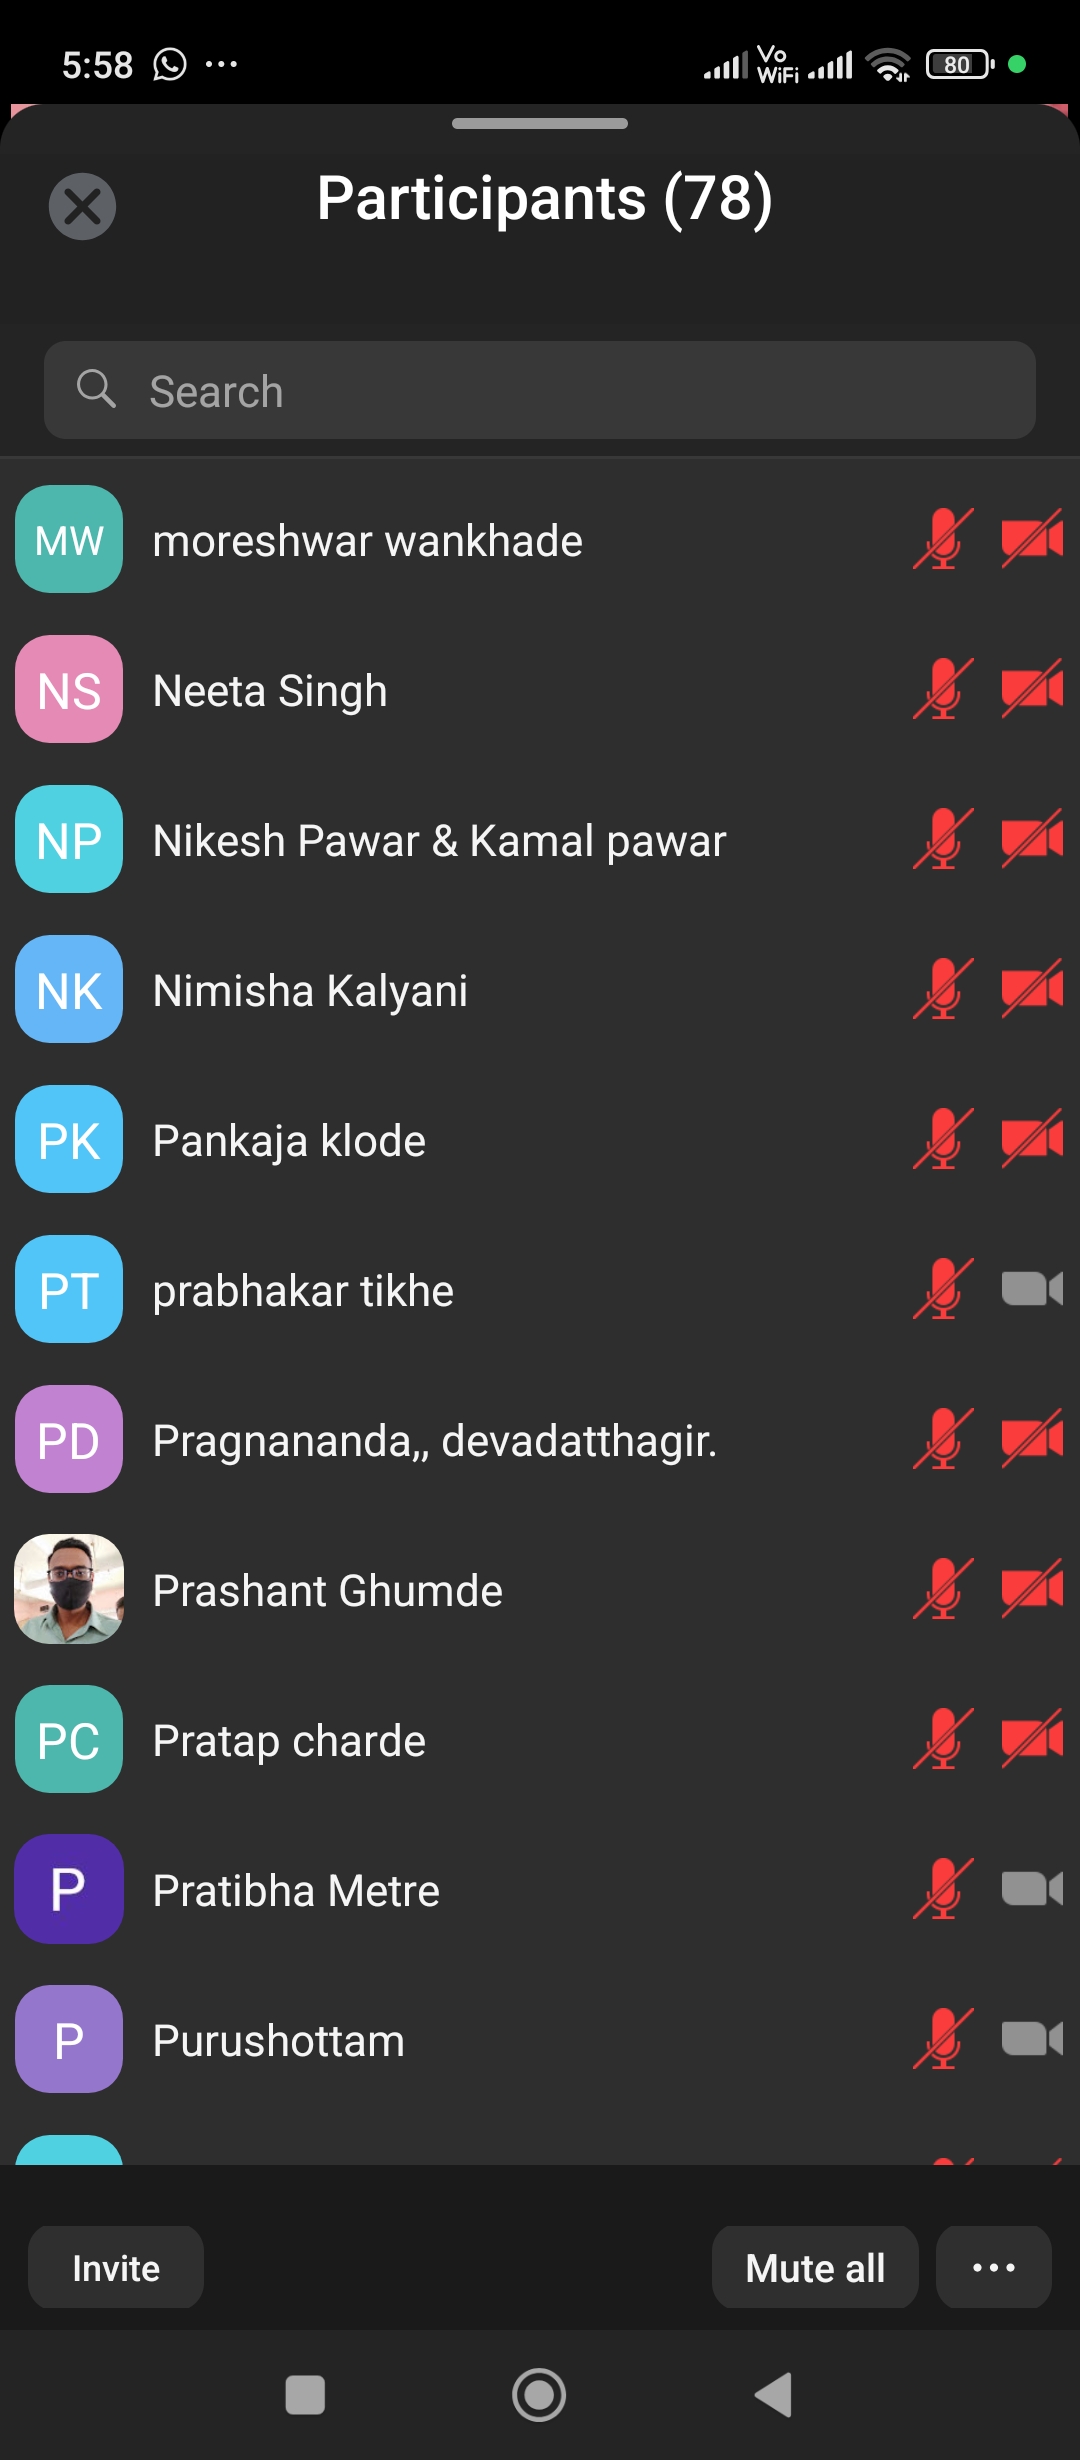 5:58
Vo
WiFi
80
Participants (78)
Search
MW moreshwar wankhade
NS Neeta Singh
NP Nikesh Pawar & Kamal pawar
NK Nimisha Kalyani
PK Pankaja klode
PT prabhakar tikhe
PD Pragnananda,, devadatthagir.
Prashant Ghumde
PC Pratap charde
P Pratibha Metre
P Purushottam
Invite
Mute all